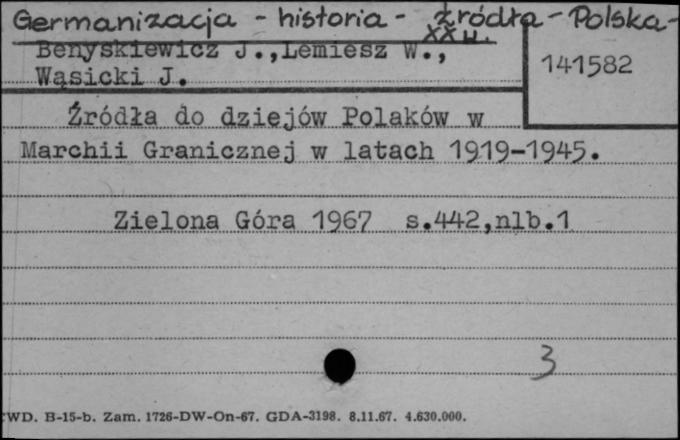 Germanizacja - historia - źródła - Polska -
XX w.
Benyskiewicz J., Lemiesz W.,
Wąsicki J.
141582
Źródła do dziejów Polaków w
Marchii Granicznej w latach 1919-1945.
Zielona Góra 1967 s.442,nlb.1
3
WD. B-15-b. Zam. 1726-DW-On-67. GDA-3198. 8.11.67. 4.630.000.